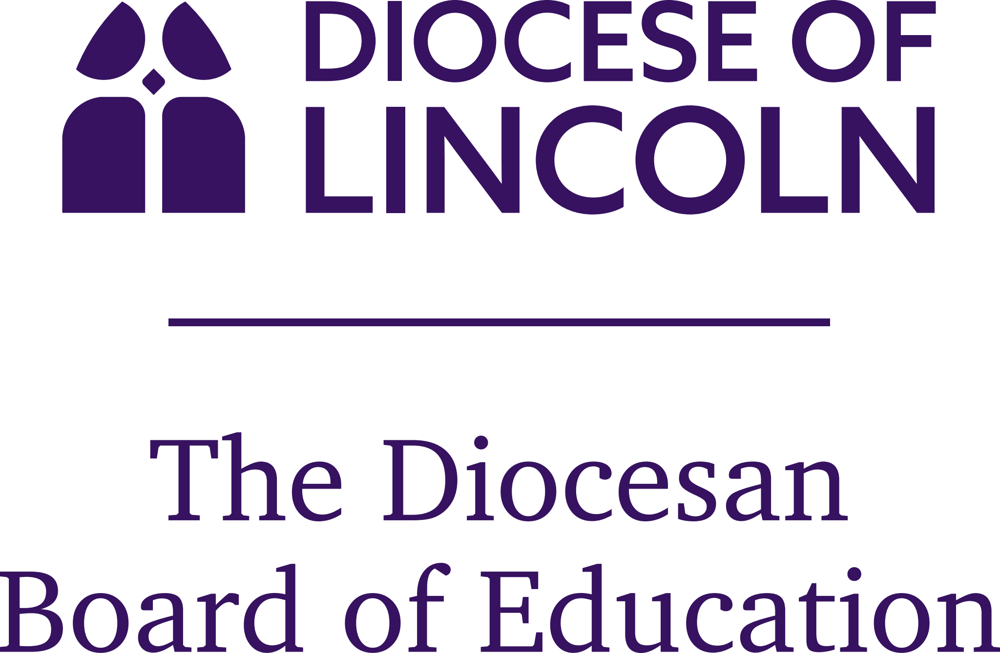 DIOCESE OF
LINCOLN
The Diocesan
Board of Education